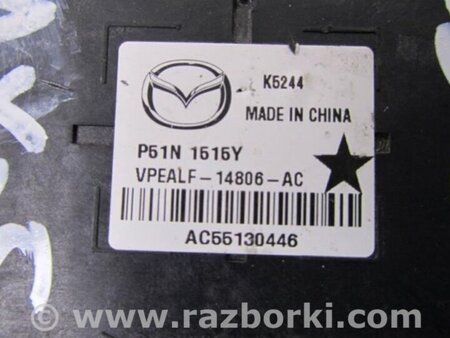 K5244
MADE IN CHINA
P51N 1515Y
VPEALF-14806-AC
AC55130446
© www.razborki.com